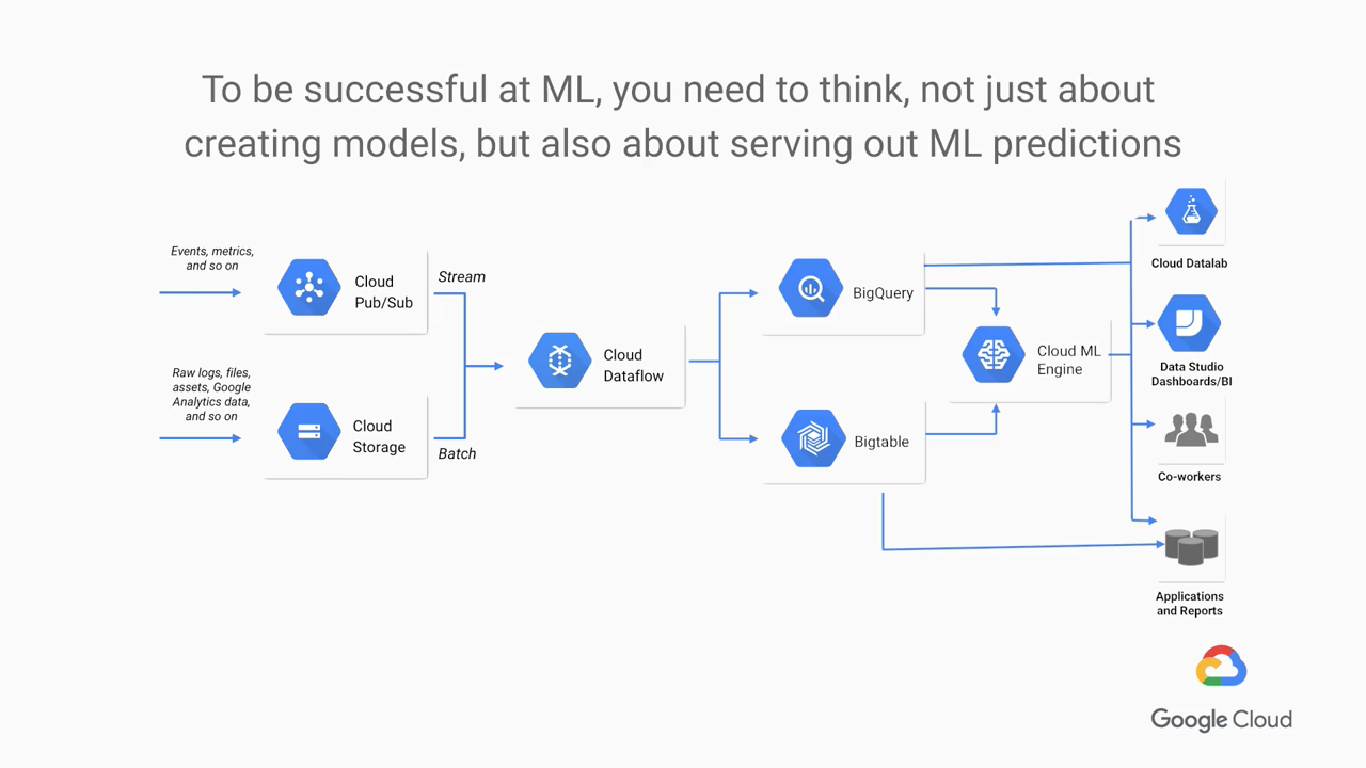 To be successful at ML, you need to think, not just about
creating models, but also about serving out ML predictions
Events, metrics,
and so on
Cloud
Pub/Sub
Stream
Raw logs, files,
assets, Google
Analytics data,
and so on
Cloud
Storage
Batch
Cloud
Dataflow
BigQuery
Bigtable
Cloud ML
Engine
Cloud Datalab
Data Studio
Dashboards/BI
Co-workers
Applications
and Reports
Google Cloud